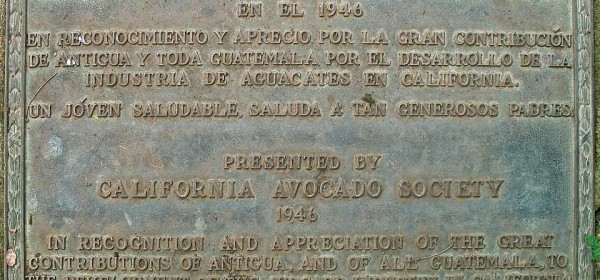 EN EL 1946
EN RECONOCIMIENTO Y APRECIO POR LA GRAN CONTRIBUCIÓN
DE ANTIGUA Y TODA GUATEMALA POR EL DESARROLLO DE LA
INDUSTRIA DE AGUACATES EN CALIFORNIA.
UN JÓVEN SALUDABLE, SALUDA A TAN GENEROSOS PADRES.
PRESENTED BY
CALIFORNIA AVOCADO SOCIETY
1946
IN RECOGNITION AND APPRECIATION OF THE GREAT
CONTRIBUTIONS OF ANTIGUA, AND OF ALL GUATEMALA, TO
THE